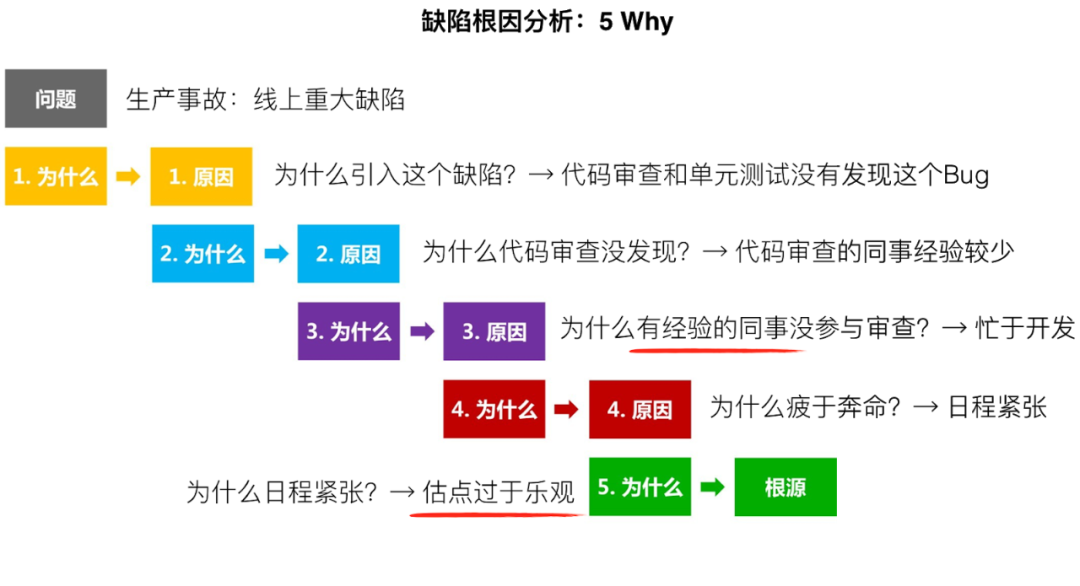 缺陷根因分析：5 Why
问题
生产事故：线上重大缺陷
1. 为什么
1. 原因
为什么引入这个缺陷？→ 代码审查和单元测试没有发现这个Bug
2. 为什么
2. 原因
为什么代码审查没发现？→ 代码审查的同事经验较少
3. 为什么
3. 原因
为什么有经验的同事没参与审查？→ 忙于开发
4. 为什么
4. 原因
为什么疲于奔命？→ 日程紧张
为什么日程紧张？→ 估点过于乐观
5. 为什么
根源